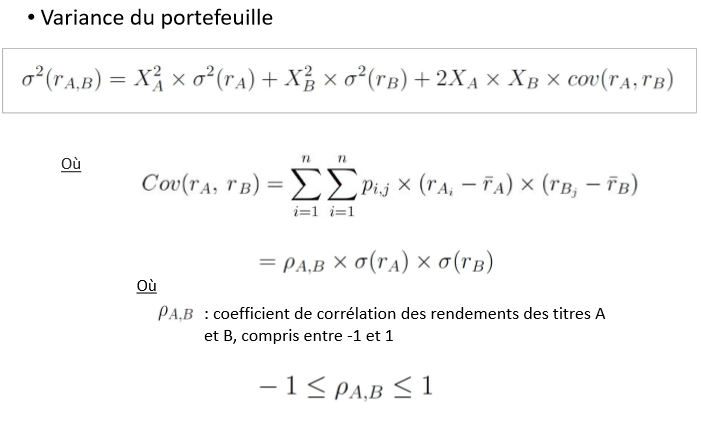 • Variance du portefeuille
σ²(r_{A,B}) = X_A² × σ²(r_A) + X_B² × σ²(r_B) + 2X_A × X_B × cov(r_A, r_B)
Où
Cov(r_A, r_B) = ∑_{i=1}^{n} ∑_{i=1}^{n} p_{i,j} × (r_{A_i} − r̄_A) × (r_{B_j} − r̄_B)
= ρ_{A,B} × σ(r_A) × σ(r_B)
Où
ρ_{A,B} : coefficient de corrélation des rendements des titres A
et B, compris entre -1 et 1
− 1 ≤ ρ_{A,B} ≤ 1